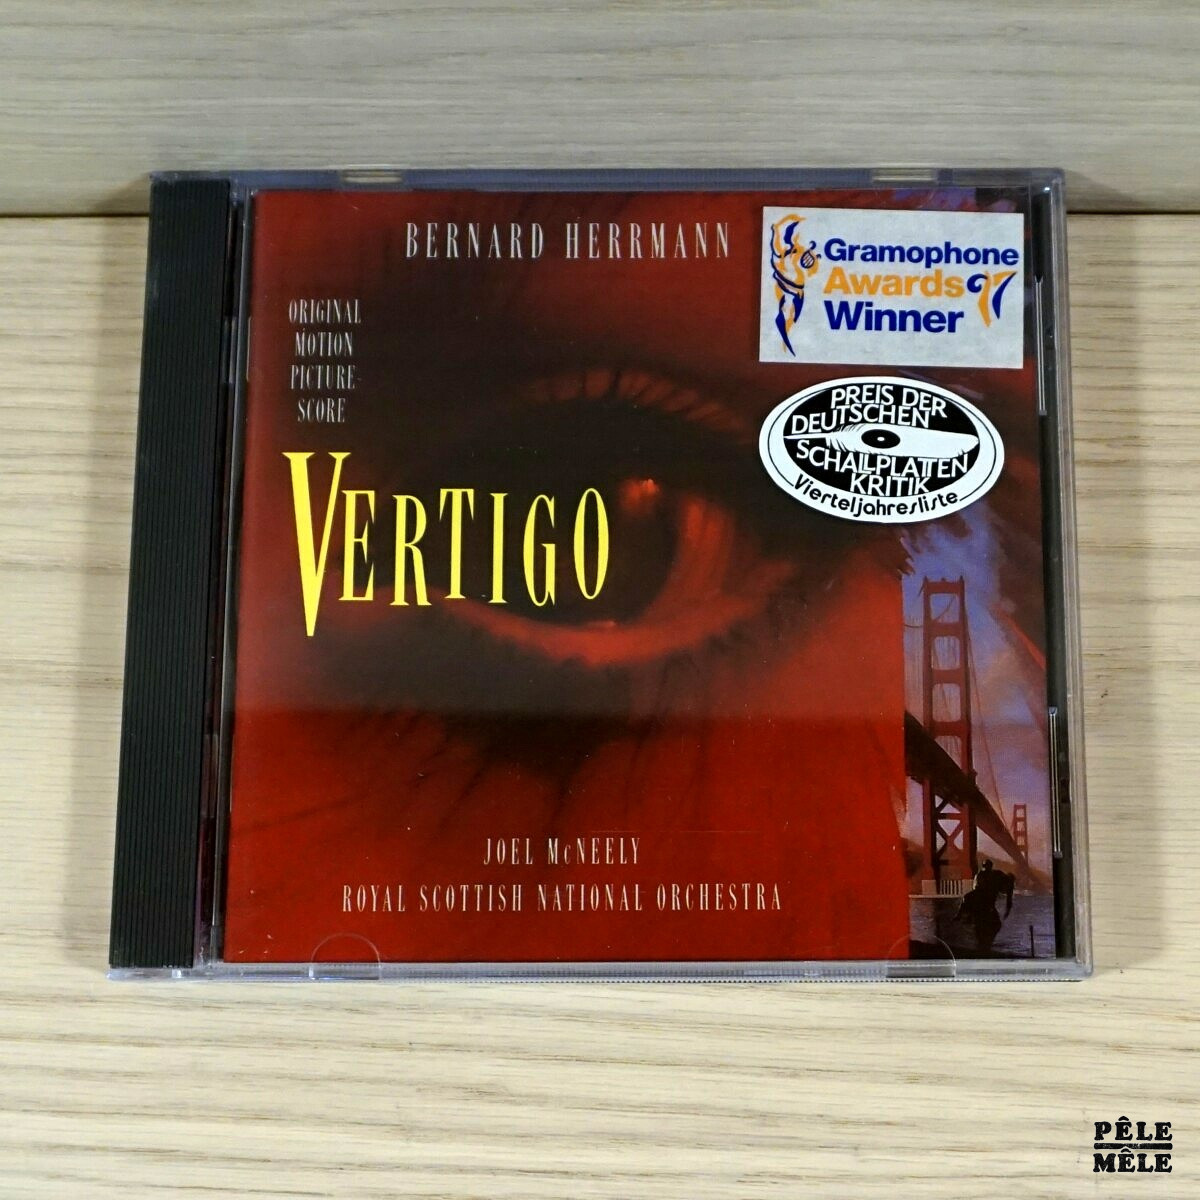 BERNARD HERRMANN
ORIGINAL
MOTION
PICTURE
SCORE
VERTIGO
Gramophone
Awards 97
Winner
PREIS DER
DEUTSCHEN
SCHALLPLATTEN
KRITIK
Vierteljahresliste
JOEL McNEELY
ROYAL SCOTTISH NATIONAL ORCHESTRA
PÊLE
MÊLE